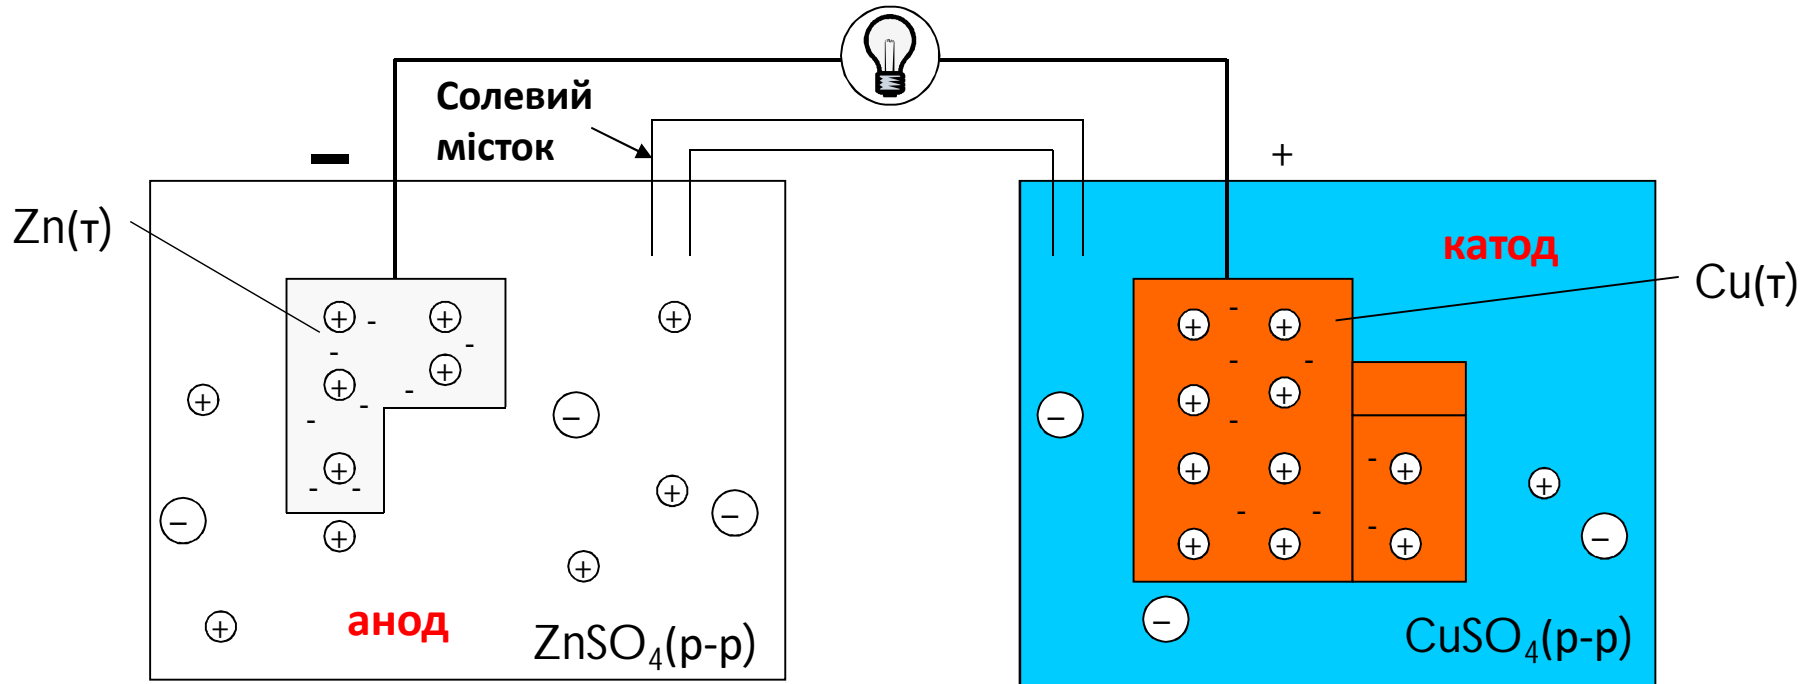 Солевий
місток
–
+
Zn(т)
катод
Cu(т)
анод
ZnSO₄(р-р)
CuSO₄(р-р)